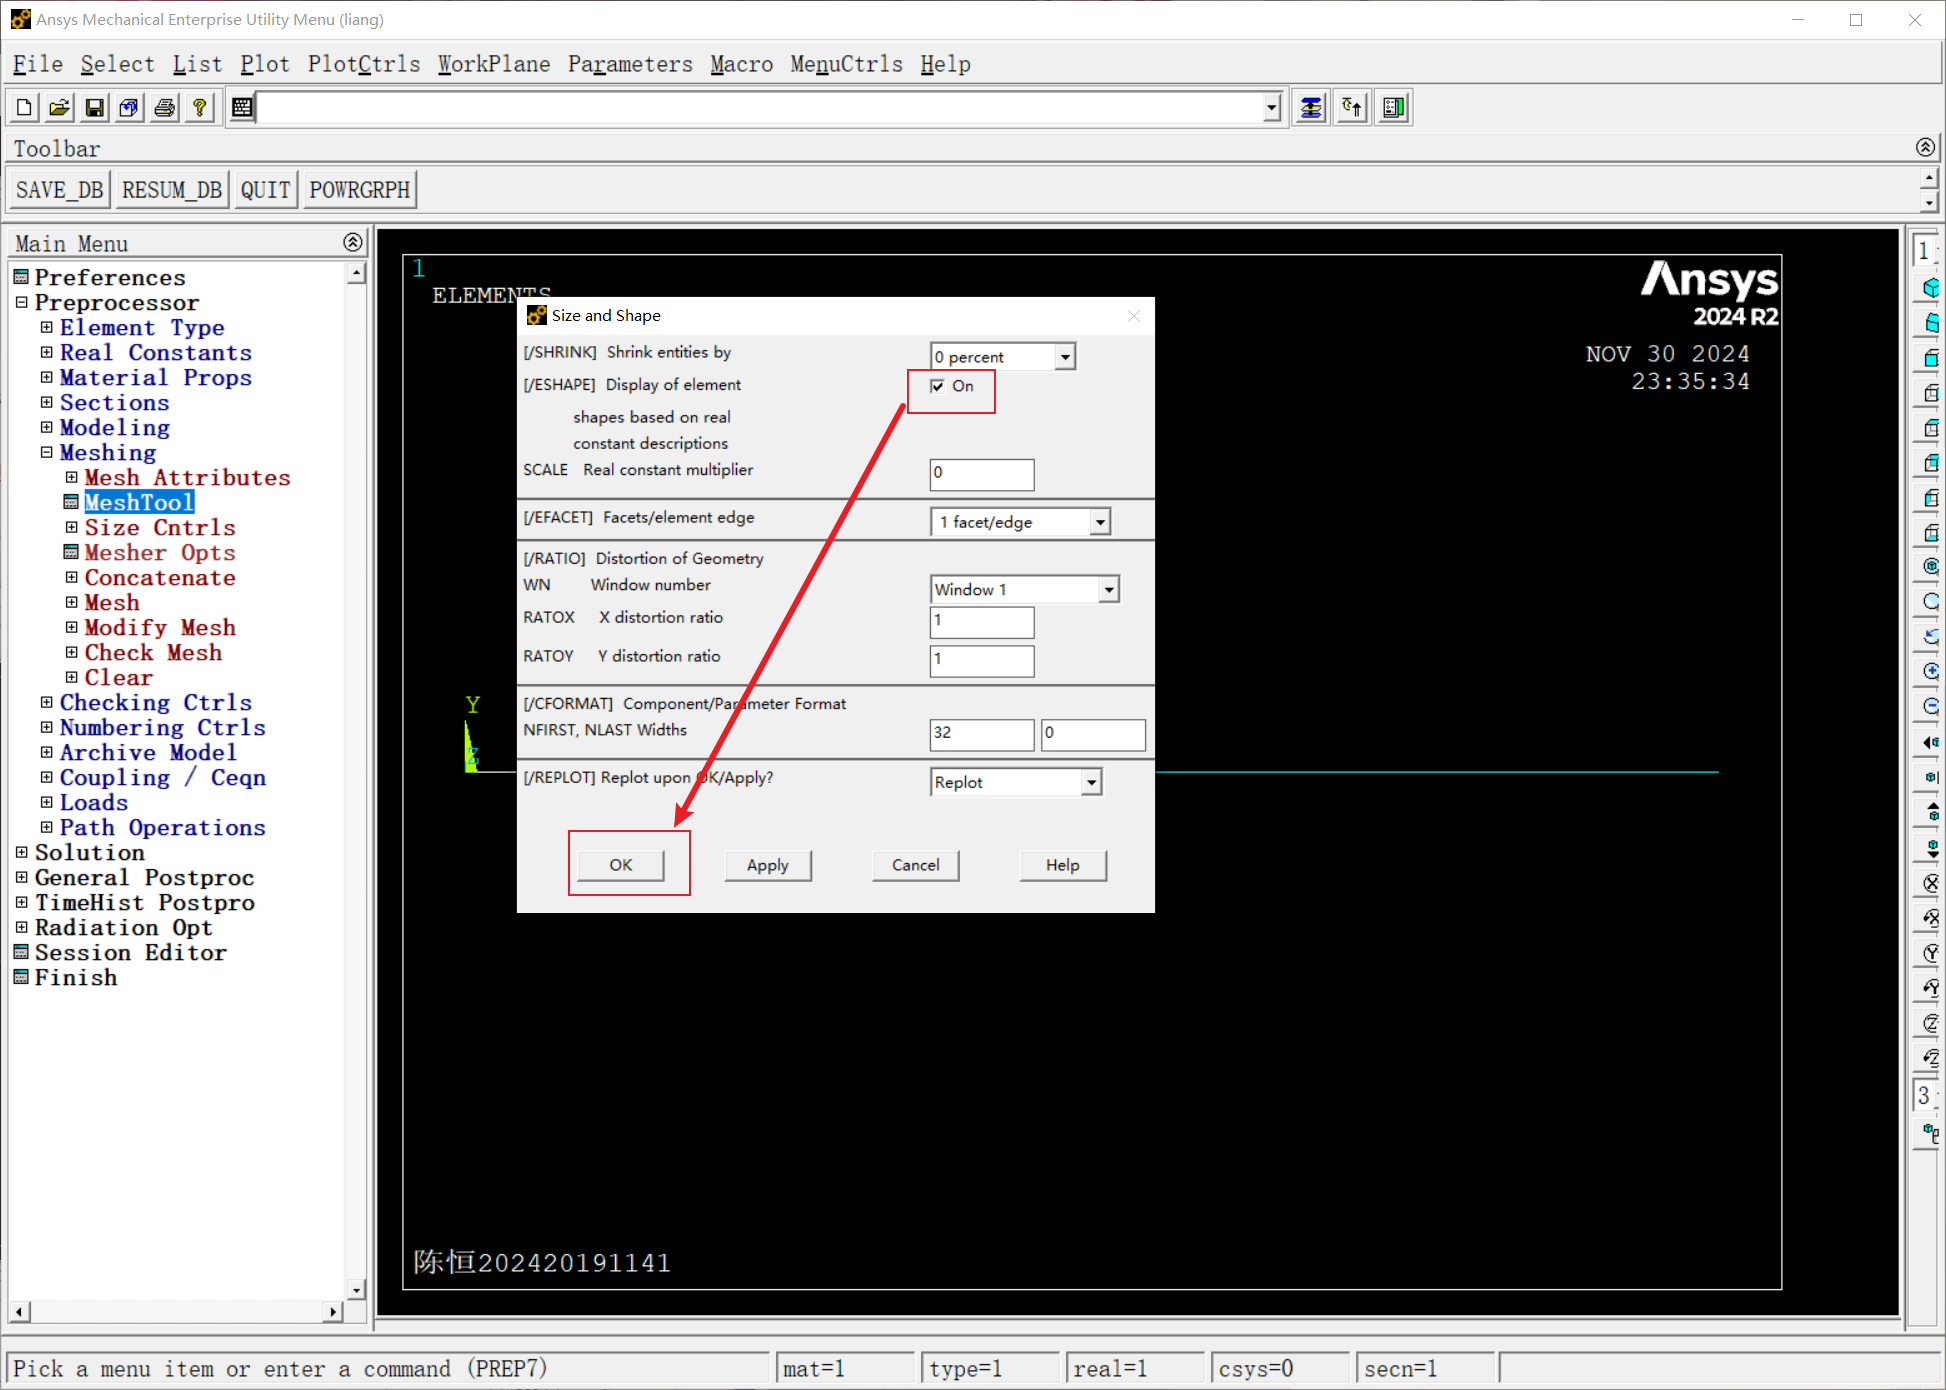 Ansys Mechanical Enterprise Utility Menu (liang)
File Select List Plot PlotCtrls WorkPlane Parameters Macro MenuCtrls Help
Toolbar
SAVE_DB RESUM_DB QUIT POWRGRPH
Main Menu
Preferences
Preprocessor
Element Type
Real Constants
Material Props
Sections
Modeling
Meshing
Mesh Attributes
MeshTool
Size Cntrls
Mesher Opts
Concatenate
Mesh
Modify Mesh
Check Mesh
Clear
Checking Ctrls
Numbering Ctrls
Archive Model
Coupling / Ceqn
Loads
Path Operations
Solution
General Postproc
TimeHist Postpro
Radiation Opt
Session Editor
Finish
1
ELEMENTS
Ansys
2024 R2
NOV 30 2024
23:35:34
Y
Z
Size and Shape
[/SHRINK] Shrink entities by 0 percent
[/ESHAPE] Display of element On
shapes based on real
constant descriptions
SCALE Real constant multiplier 0
[/EFACET] Facets/element edge 1 facet/edge
[/RATIO] Distortion of Geometry
WN Window number Window 1
RATOX X distortion ratio 1
RATOY Y distortion ratio 1
[/CFORMAT] Component/Parameter Format
NFIRST, NLAST Widths 32 0
[/REPLOT] Replot upon OK/Apply? Replot
OK Apply Cancel Help
陈恒202420191141
1
3
Pick a menu item or enter a command (PREP7) mat=1 type=1 real=1 csys=0 secn=1